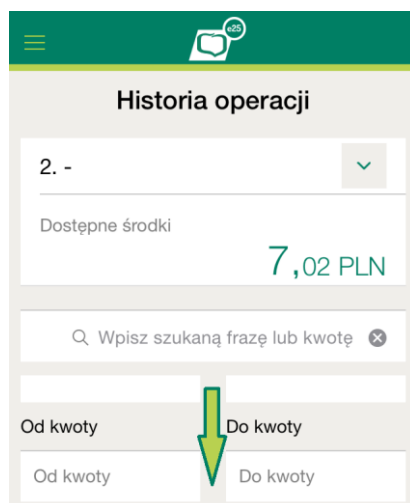 e25
Historia operacji
2. -
Dostępne środki
7,02 PLN
Wpisz szukaną frazę lub kwotę
Od kwoty
Do kwoty
Od kwoty
Do kwoty